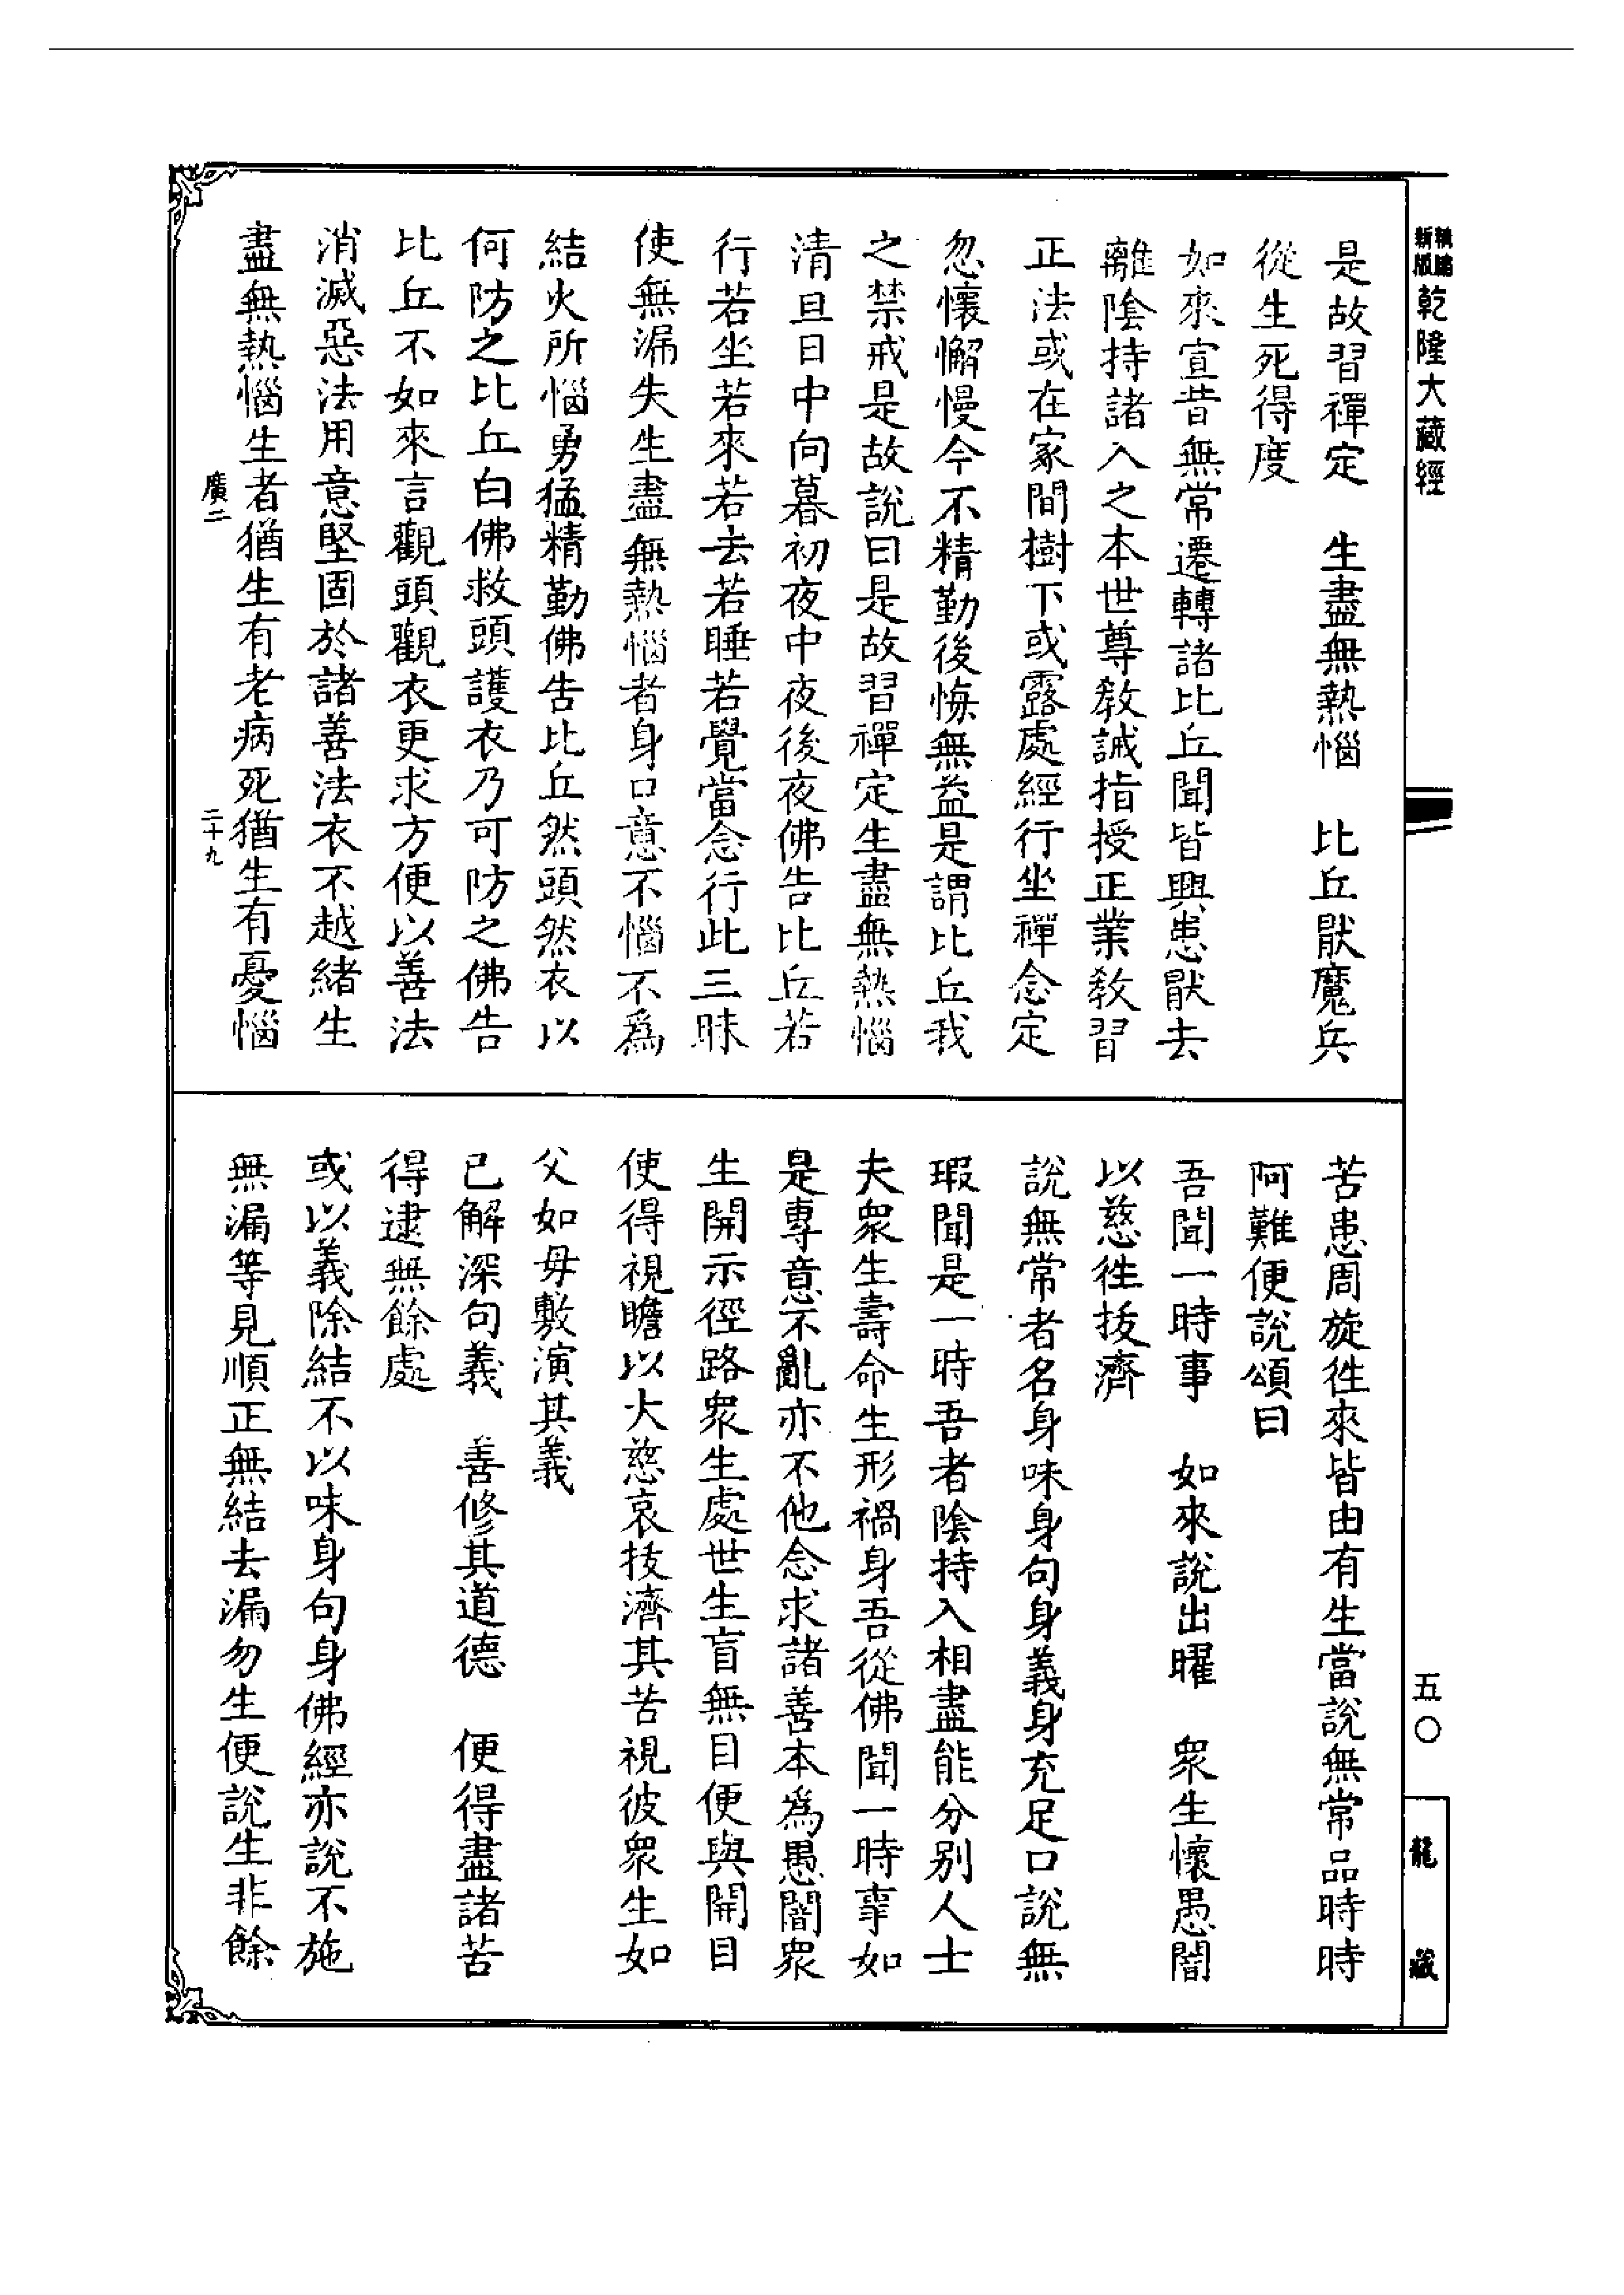 新版
乾隆大藏經
是故習禪定　生盡無熱惱　比丘猒魔兵
從生死得度
如來宣昔無常遷轉諸比丘聞皆興患猒去
離陰持諸入之本世尊教誡指授正業教習
正法或在家間樹下或露處經行坐禪念定
忽懷懈慢今不精勤後悔無益是謂比丘我
之禁戒是故說曰是故習禪定生盡無熱惱
清旦日中向暮初夜中夜後夜佛告比丘若
行若坐若來若去若睡若覺當念行此三昧
使無漏失生盡無熱惱者身口意不惱不為
結火所惱勇猛精勤佛告比丘然頭然衣以
何防之比丘白佛救頭護衣乃可防之佛告
比丘不如來言觀頭觀衣更求方便以善法
消滅惡法用意堅固於諸善法衣不越緒生
盡無熱惱生者猶生有老病死猶生有憂惱
廣二
二十九
苦患周旋徃來皆由有生當說無常品時時
阿難便說頌曰
吾聞一時事　如來說出曜　衆生懷愚闇
以慈徃抜濟
說無常者名身味身句身義身充足口說無
瑕聞是一時吾者陰持入相盡能分別人士
夫衆生壽命生形禍身吾從佛聞一時事如
是專意不亂亦不他念求諸善本為愚闇衆
生開示徑路衆生處世生盲無目便與開目
使得視瞻以大慈哀抜濟其苦視彼衆生如
父如母敷演其義
已解深句義　善修其道德　便得盡諸苦
得逮無餘處
或以義除結不以味身句身佛經亦說不施
無漏等見順正無結去漏勿生便說生非餘
五〇
龍藏